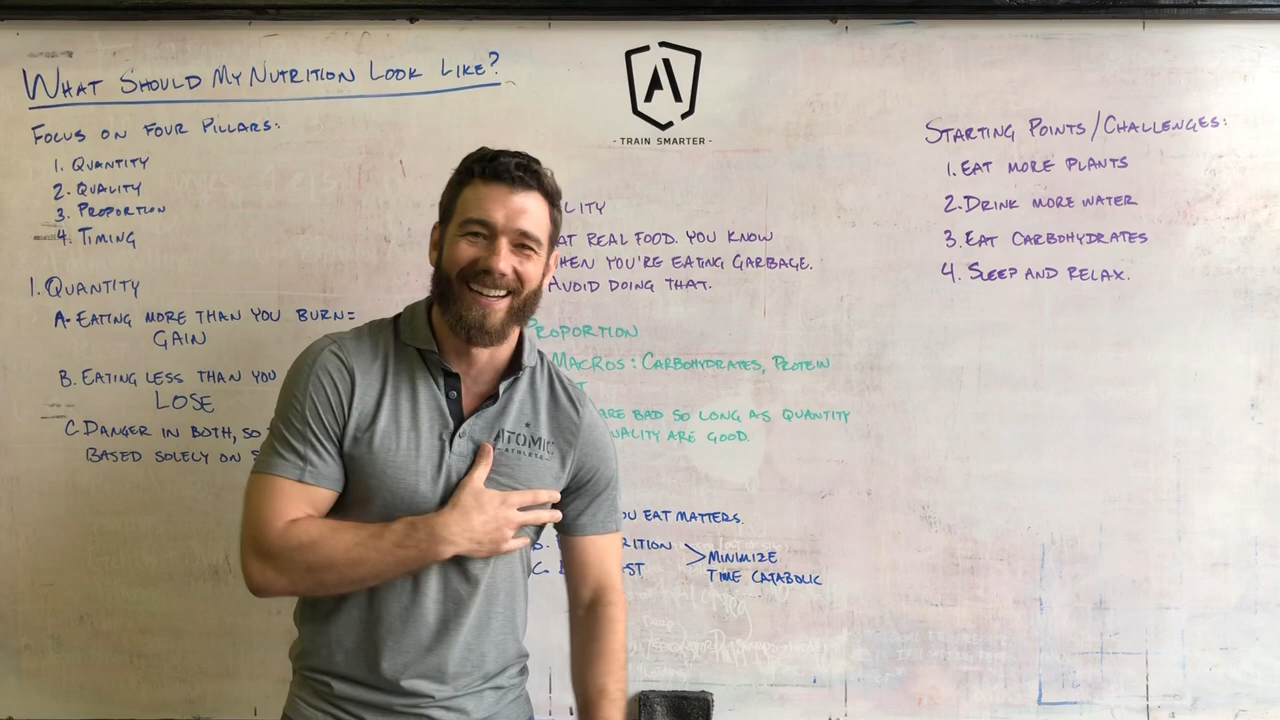 WHAT SHOULD MY NUTRITION LOOK LIKE?
FOCUS ON FOUR PILLARS:
1. QUANTITY
2. QUALITY
3. PROPORTION
4. TIMING
1. QUANTITY
A. EATING MORE THAN YOU BURN=
GAIN
B. EATING LESS THAN YOU
LOSE
C. DANGER IN BOTH, SO
BASED SOLELY ON
- TRAIN SMARTER -
LITY
AT REAL FOOD. YOU KNOW
HEN YOU'RE EATING GARBAGE.
AVOID DOING THAT.
PROPORTION
MACROS: CARBOHYDRATES, PROTEIN
ARE BAD SO LONG AS QUANTITY
UALITY ARE GOOD.
OU EAT MATTERS.
RITION > MINIMIZE
C. ST TIME CATABOLIC
STARTING POINTS/CHALLENGES:
1. EAT MORE PLANTS
2. DRINK MORE WATER
3. EAT CARBOHYDRATES
4. SLEEP AND RELAX.
ATOMIC
- ATHLETE -